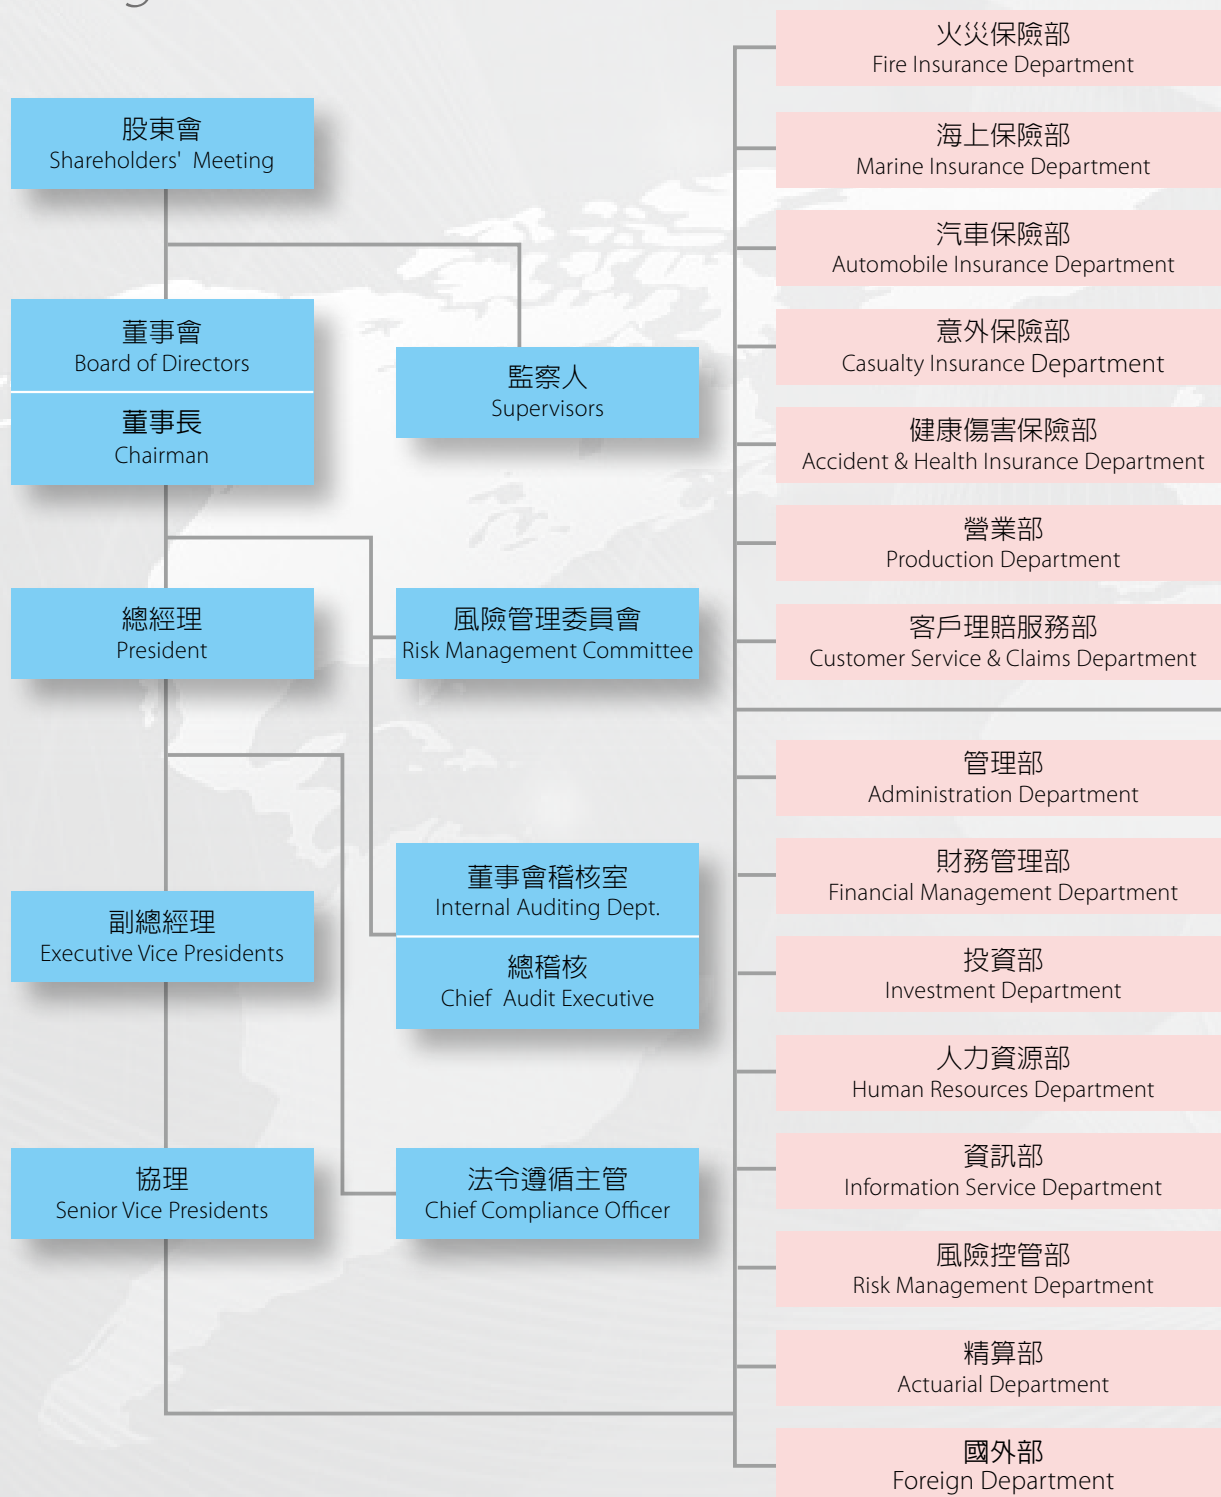 股東會
Shareholders' Meeting
董事會
Board of Directors
董事長
Chairman
監察人
Supervisors
總經理
President
風險管理委員會
Risk Management Committee
董事會稽核室
Internal Auditing Dept.
總稽核
Chief Audit Executive
副總經理
Executive Vice Presidents
協理
Senior Vice Presidents
法令遵循主管
Chief Compliance Officer
火災保險部
Fire Insurance Department
海上保險部
Marine Insurance Department
汽車保險部
Automobile Insurance Department
意外保險部
Casualty Insurance Department
健康傷害保險部
Accident & Health Insurance Department
營業部
Production Department
客戶理賠服務部
Customer Service & Claims Department
管理部
Administration Department
財務管理部
Financial Management Department
投資部
Investment Department
人力資源部
Human Resources Department
資訊部
Information Service Department
風險控管部
Risk Management Department
精算部
Actuarial Department
國外部
Foreign Department